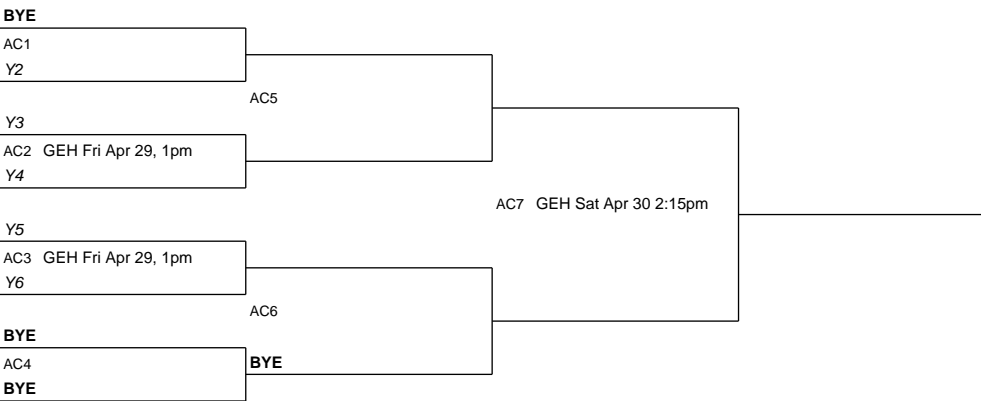 BYE
AC1
Y2
AC5
Y3
AC2 GEH Fri Apr 29, 1pm
Y4
AC7 GEH Sat Apr 30 2:15pm
Y5
AC3 GEH Fri Apr 29, 1pm
Y6
AC6
BYE
AC4
BYE
BYE